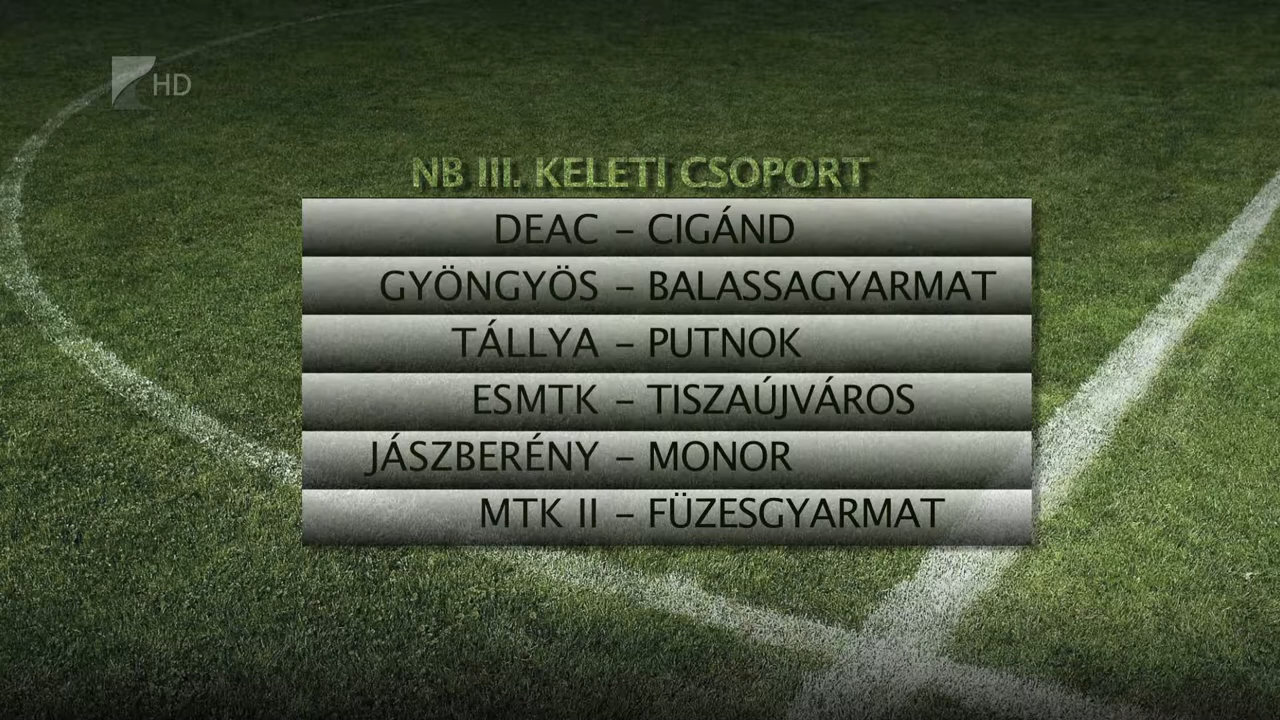 HD
NB III. KELETI CSOPORT
DEAC – CIGÁND
GYÖNGYÖS – BALASSAGYARMAT
TÁLLYA – PUTNOK
ESMTK – TISZAÚJVÁROS
JÁSZBERÉNY – MONOR
MTK II – FÜZESGYARMAT